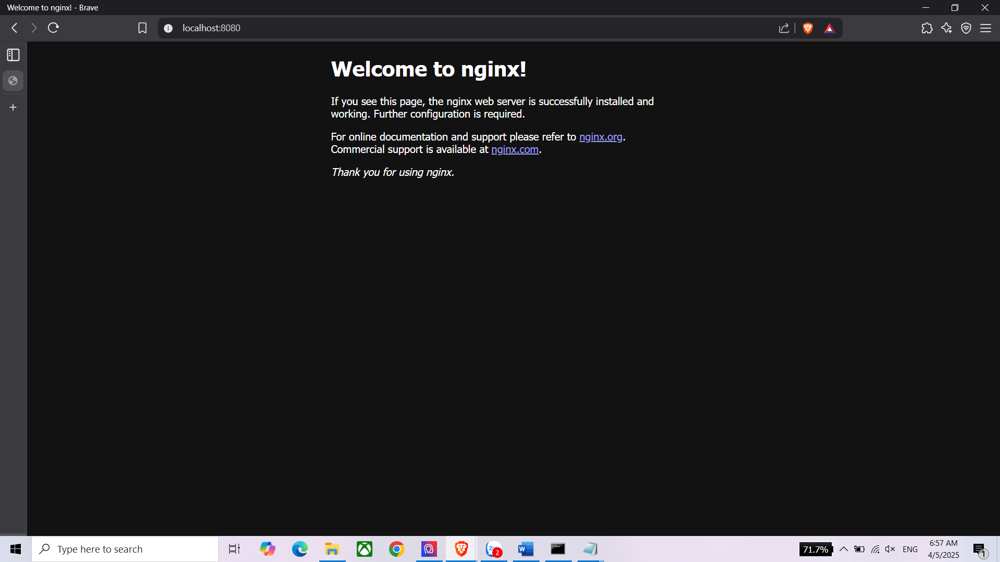 Welcome to nginx! - Brave
localhost:8080
Welcome to nginx!
If you see this page, the nginx web server is successfully installed and
working. Further configuration is required.
For online documentation and support please refer to nginx.org.
Commercial support is available at nginx.com.
Thank you for using nginx.
Type here to search
2
71.7%
ENG
6:57 AM
4/5/2025
1